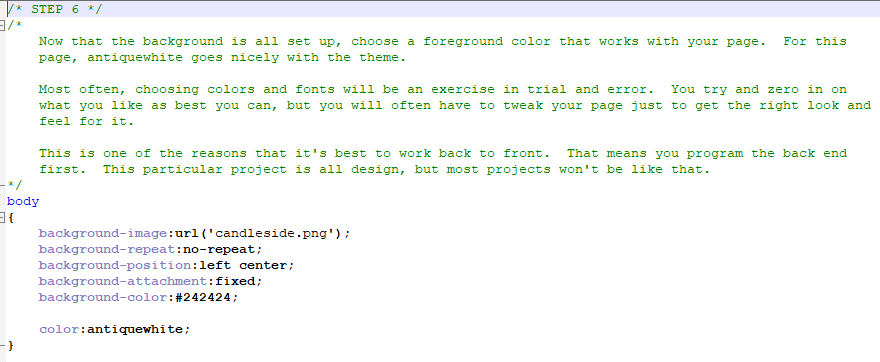 /* STEP 6 */
/*
    Now that the background is all set up, choose a foreground color that works with your page.  For this
    page, antiquewhite goes nicely with the theme.

    Most often, choosing colors and fonts will be an exercise in trial and error.  You try and zero in on
    what you like as best you can, but you will often have to tweak your page just to get the right look and
    feel for it.

    This is one of the reasons that it's best to work back to front.  That means you program the back end
    first.  This particular project is all design, but most projects won't be like that.
*/
body
{
    background-image:url('candleside.png');
    background-repeat:no-repeat;
    background-position:left center;
    background-attachment:fixed;
    background-color:#242424;

    color:antiquewhite;
}